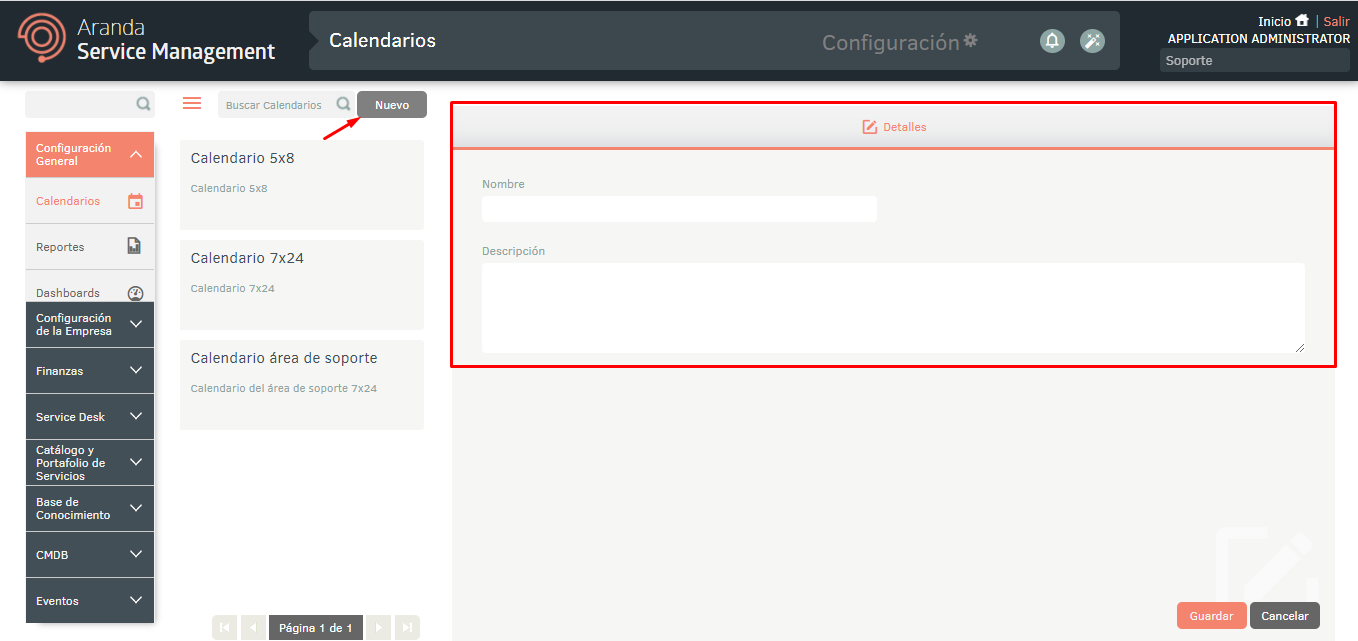 Aranda
Service Management
Calendarios
Configuración
Inicio | Salir
APPLICATION ADMINISTRATOR
Soporte
Buscar Calendarios
Nuevo
Configuración
General
Calendarios
Reportes
Dashboards
Configuración
de la Empresa
Finanzas
Service Desk
Catálogo y
Portafolio de
Servicios
Base de
Conocimiento
CMDB
Eventos
Calendario 5x8
Calendario 5x8
Calendario 7x24
Calendario 7x24
Calendario área de soporte
Calendario del área de soporte 7x24
Página 1 de 1
Detalles
Nombre
Descripción
Guardar
Cancelar